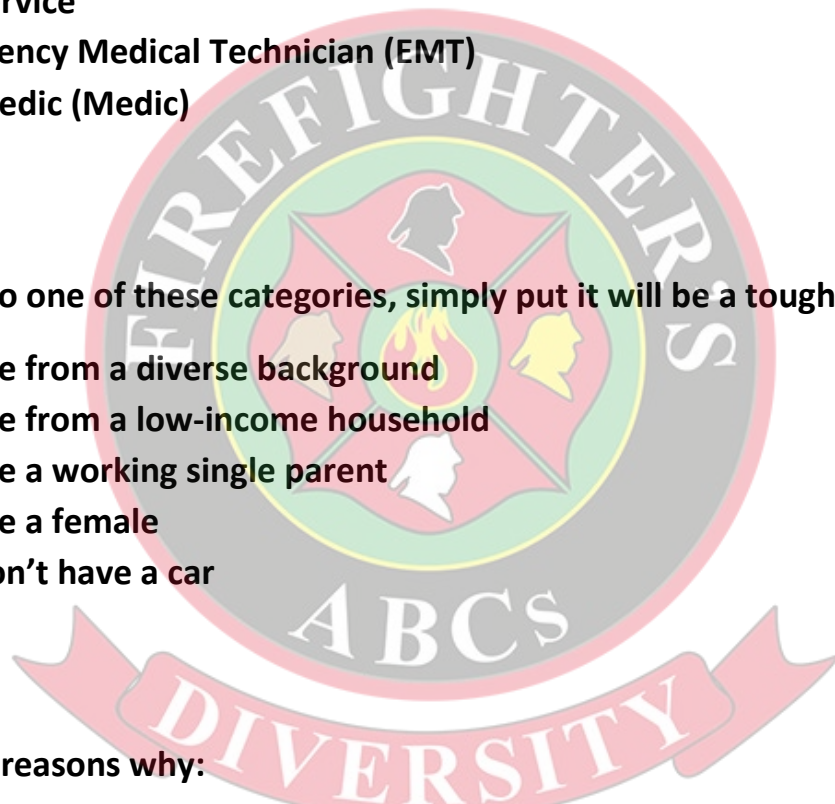 rvice
ency Medical Technician (EMT)
edic (Medic)
FIREFIGHTER'S
o one of these categories, simply put it will be a tough
e from a diverse background
e from a low-income household
e a working single parent
e a female
on't have a car
ABCs
DIVERSITY
reasons why: